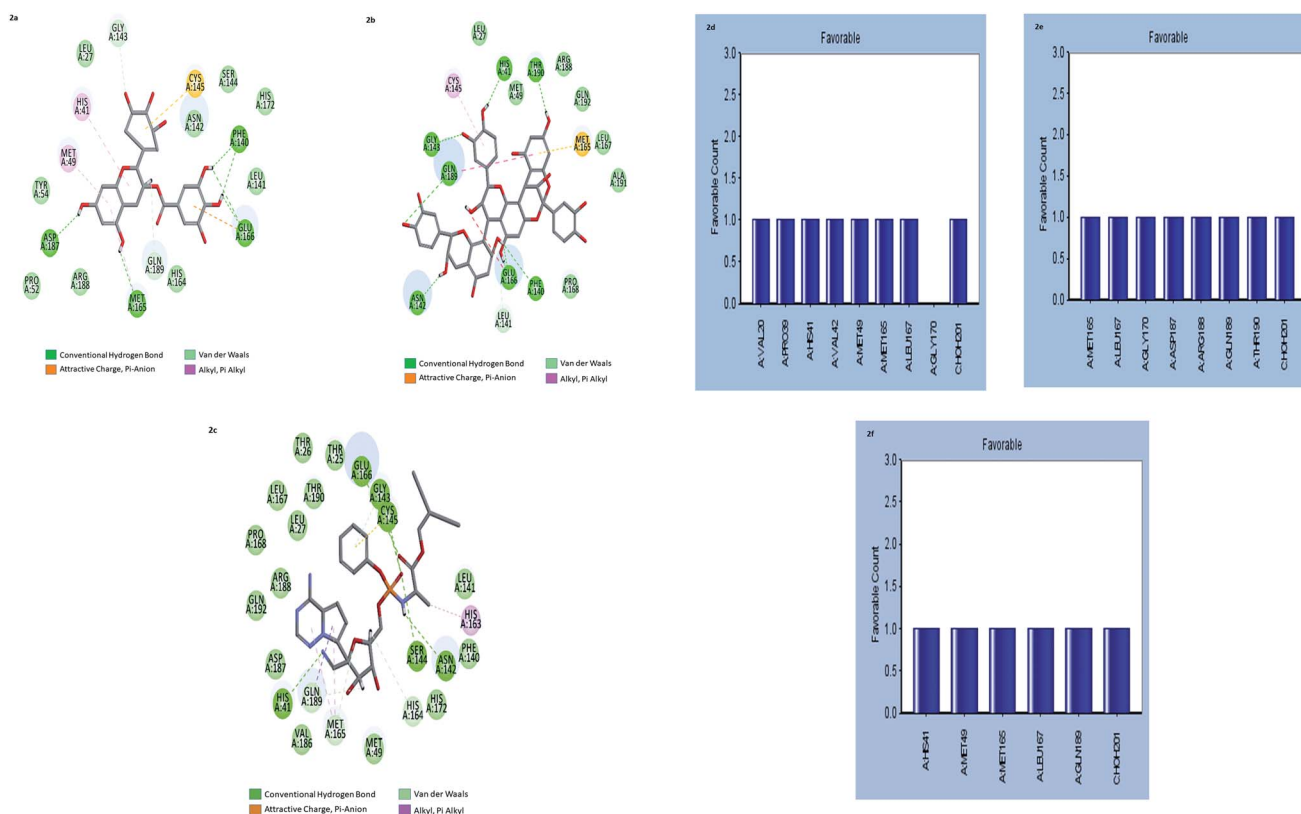 2a
GLY
A:143
LEU
A:27
CYS
A:145
SER
A:144
HIS
A:41
ASN
A:142
HIS
A:172
PHE
A:140
MET
A:49
LEU
A:141
TYR
A:54
ASP
A:187
GLU
A:166
GLN
A:189
HIS
A:164
PRO
A:52
ARG
A:188
MET
A:165
Conventional Hydrogen Bond
Van der Waals
Attractive Charge, Pi-Anion
Alkyl, Pi Alkyl
2b
LEU
A:27
HIS
A:41
THR
A:190
ARG
A:188
CYS
A:145
MET
A:49
GLN
A:192
GLY
A:143
MET
A:165
LEU
A:167
GLN
A:189
ALA
A:191
GLU
A:166
PHE
A:140
PRO
A:168
ASN
A:142
LEU
A:141
Conventional Hydrogen Bond
Van der Waals
Attractive Charge, Pi-Anion
Alkyl, Pi Alkyl
2d
Favorable
Favorable Count
3.0
2.5
2.0
1.5
1.0
0.5
0.0
A:VAL20
A:PRO39
A:HIS41
A:VAL42
A:MET49
A:MET165
A:LEU167
A:GLY170
C:HOH201
2e
Favorable
Favorable Count
3.0
2.5
2.0
1.5
1.0
0.5
0.0
A:MET165
A:LEU167
A:GLY170
A:ASP187
A:ARG188
A:GLN189
A:THR190
C:HOH201
2c
THR
A:26
THR
A:25
GLU
A:166
LEU
A:167
THR
A:190
GLY
A:143
CYS
A:145
LEU
A:27
PRO
A:168
ARG
A:188
LEU
A:141
GLN
A:192
HIS
A:163
ASP
A:187
SER
A:144
ASN
A:142
PHE
A:140
HIS
A:41
GLN
A:189
HIS
A:164
HIS
A:172
VAL
A:186
MET
A:165
MET
A:49
Conventional Hydrogen Bond
Van der Waals
Attractive Charge, Pi-Anion
Alkyl, Pi Alkyl
2f
Favorable
Favorable Count
3.0
2.5
2.0
1.5
1.0
0.5
0.0
A:HIS41
A:MET49
A:MET165
A:LEU167
A:GLN189
C:HOH201